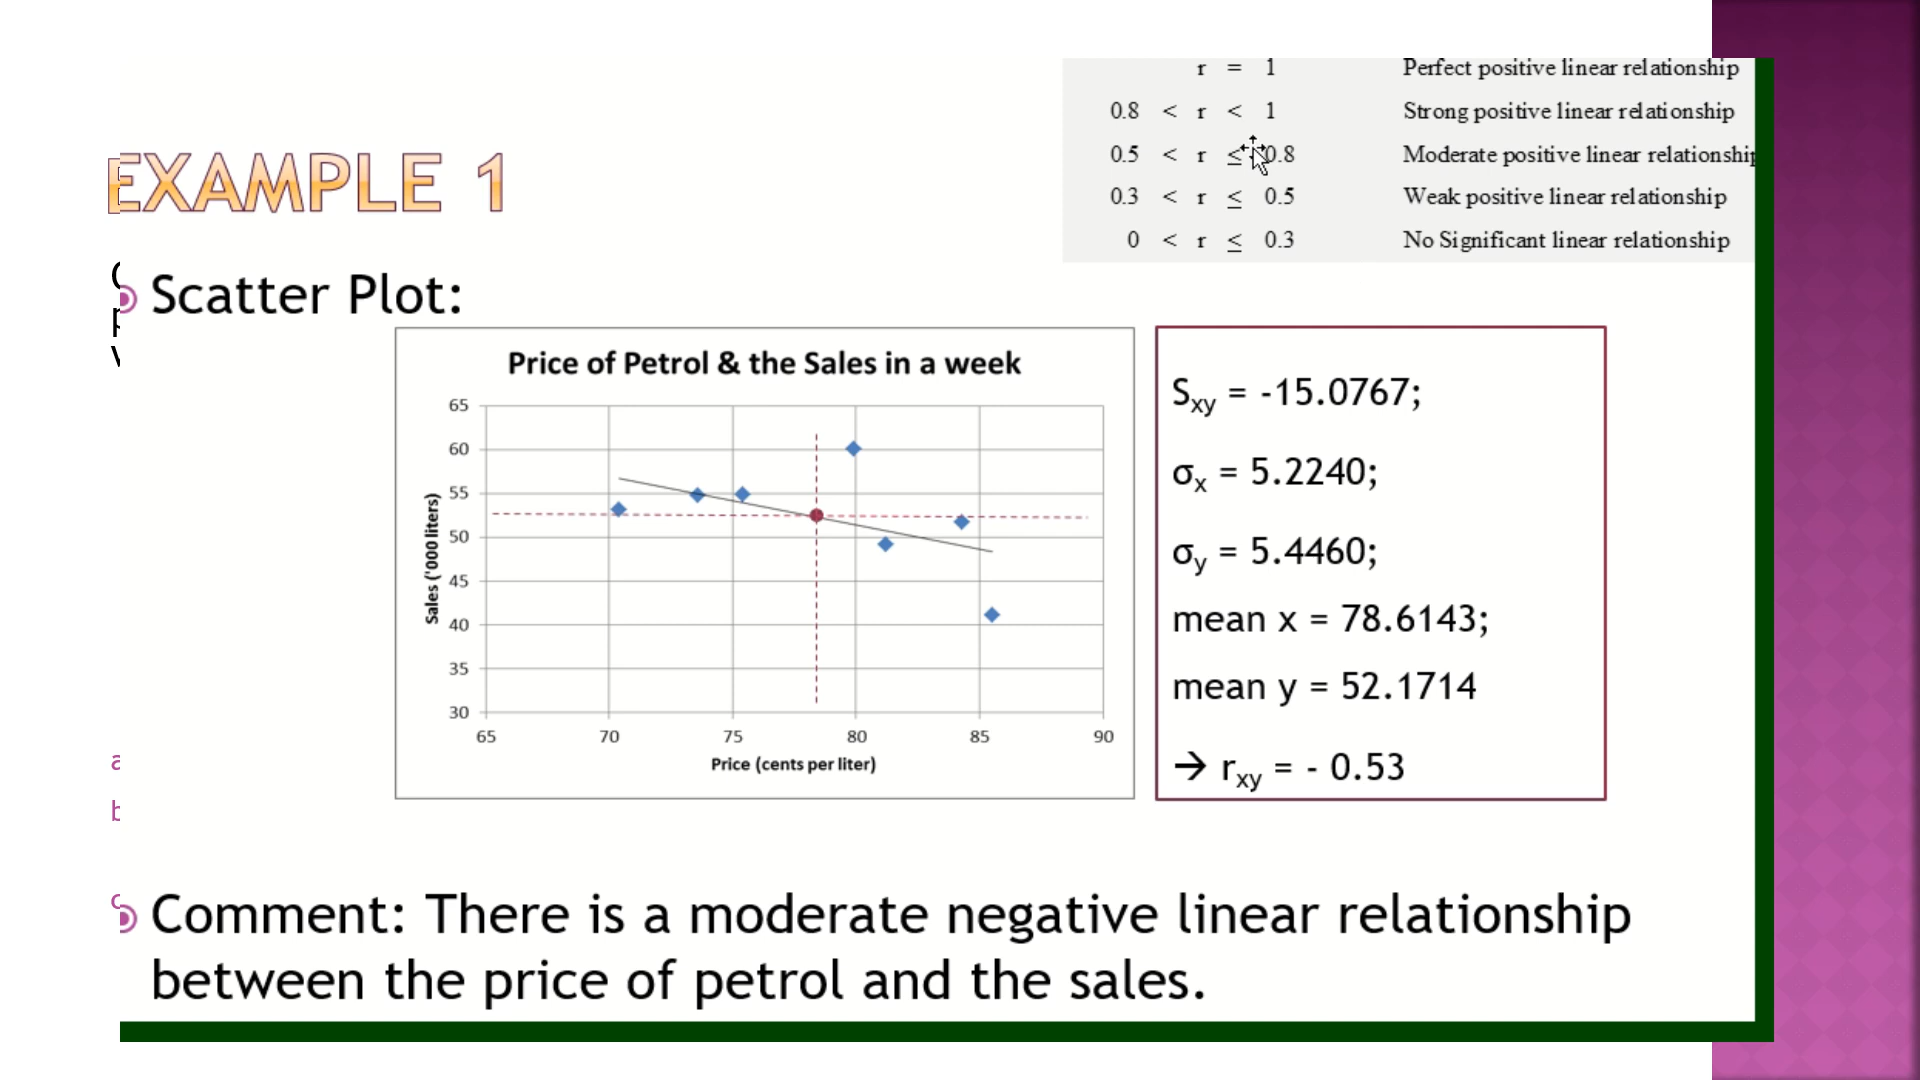 r = 1 Perfect positive linear relationship
0.8 < r < 1 Strong positive linear relationship
0.5 < r ≤ 0.8 Moderate positive linear relationship
0.3 < r ≤ 0.5 Weak positive linear relationship
0 < r ≤ 0.3 No Significant linear relationship
EXAMPLE 1
Scatter Plot:
Price of Petrol & the Sales in a week
Sales ('000 liters)
65
60
55
50
45
40
35
30
65 70 75 80 85 90
Price (cents per liter)
Sxy = -15.0767;
σx = 5.2240;
σy = 5.4460;
mean x = 78.6143;
mean y = 52.1714
→ rxy = - 0.53
a
b
Comment: There is a moderate negative linear relationship
between the price of petrol and the sales.